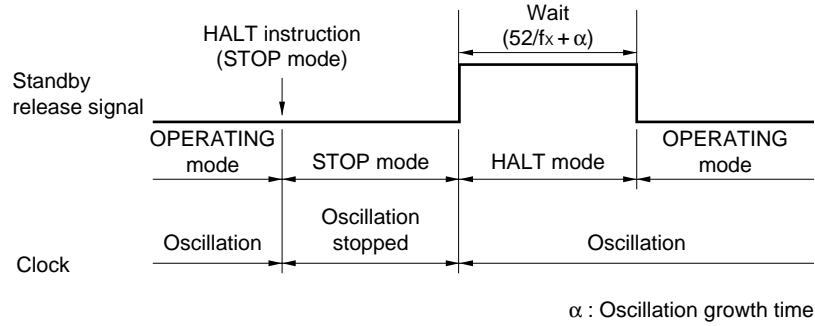 Wait
(52/fx + α)
HALT instruction
(STOP mode)
Standby
release signal
OPERATING
mode
STOP mode
HALT mode
OPERATING
mode
Oscillation
Oscillation
stopped
Oscillation
Clock
α : Oscillation growth time